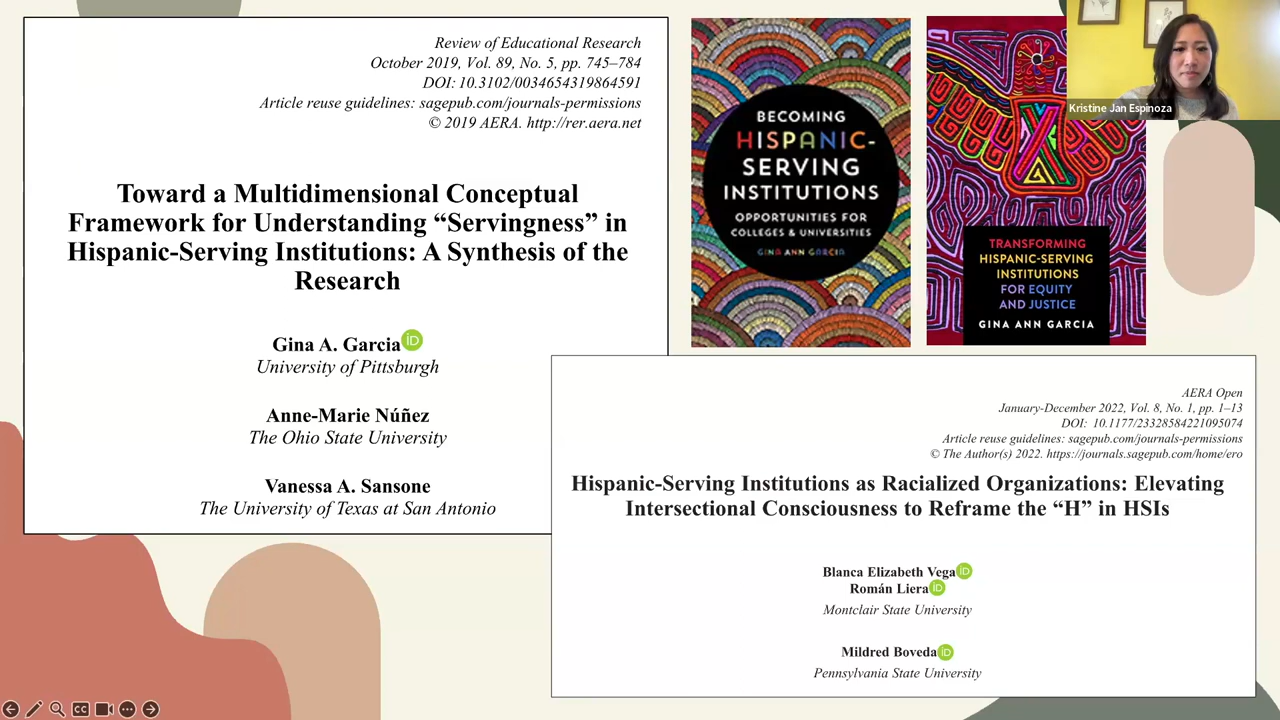 Review of Educational Research
October 2019, Vol. 89, No. 5, pp. 745–784
DOI: 10.3102/0034654319864591
Article reuse guidelines: sagepub.com/journals-permissions
© 2019 AERA. http://rer.aera.net
Toward a Multidimensional Conceptual
Framework for Understanding “Servingness” in
Hispanic-Serving Institutions: A Synthesis of the
Research
Gina A. Garcia iD
University of Pittsburgh
Anne-Marie Núñez
The Ohio State University
Vanessa A. Sansone
The University of Texas at San Antonio
BECOMING
HISPANIC-
SERVING
INSTITUTIONS
OPPORTUNITIES FOR
COLLEGES & UNIVERSITIES
GINA ANN GARCIA
TRANSFORMING
HISPANIC-SERVING
INSTITUTIONS
FOR EQUITY
AND JUSTICE
GINA ANN GARCIA
Kristine Jan Espinoza
AERA Open
January-December 2022, Vol. 8, No. 1, pp. 1–13
DOI: 10.1177/23328584221095074
Article reuse guidelines: sagepub.com/journals-permissions
© The Author(s) 2022. https://journals.sagepub.com/home/ero
Hispanic-Serving Institutions as Racialized Organizations: Elevating
Intersectional Consciousness to Reframe the “H” in HSIs
Blanca Elizabeth Vega iD
Román Liera iD
Montclair State University
Mildred Boveda iD
Pennsylvania State University
CC